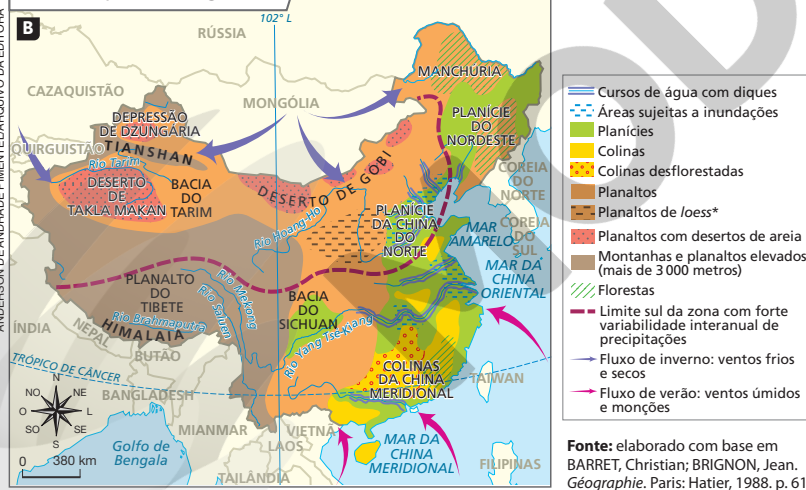 B
102° L
RÚSSIA
CAZAQUISTÃO
MONGÓLIA
MANCHÚRIA
DEPRESSÃO
DE DZUNGÁRIA
TIANSHAN
QUIRGUISTÃO
Rio Tarim
DESERTO
DE
TAKLA MAKAN
BACIA
DO
TARIM
DESERTO DE GOBI
Rio Hoang-Ho
PLANÍCIE
DO
NORDESTE
COREIA
DO
NORTE
PLANÍCIE
DA CHINA
DO
NORTE
MAR
AMARELO
COREIA
DO
SUL
MAR DA
CHINA
ORIENTAL
PLANALTO
DO
TIBETE
Rio Mekong
Rio Saluen
BACIA
DO
SICHUAN
Rio Yang Tse-Kiang
Rio Brahmaputra
HIMALAIA
ÍNDIA
NEPAL
BUTÃO
TRÓPICO DE CÂNCER
BANGLADESH
COLINAS
DA CHINA
MERIDIONAL
TAIWAN
MIANMAR
VIETNÃ
LAOS
TAILÂNDIA
MAR DA
CHINA
MERIDIONAL
FILIPINAS
Golfo de
Bengala
N
NO
NE
O
L
SO
SE
S
0 380 km
Cursos de água com diques
Áreas sujeitas a inundações
Planícies
Colinas
Colinas desflorestadas
Planaltos
Planaltos de loess*
Planaltos com desertos de areia
Montanhas e planaltos elevados
(mais de 3 000 metros)
Florestas
Limite sul da zona com forte
variabilidade interanual de
precipitações
Fluxo de inverno: ventos frios
e secos
Fluxo de verão: ventos úmidos
e monções
Fonte: elaborado com base em
BARRET, Christian; BRIGNON, Jean.
Géographie. Paris: Hatier, 1988. p. 61
ANDERSON DE ANDRADE PIMENTEL/ARQUIVO DA EDITORA